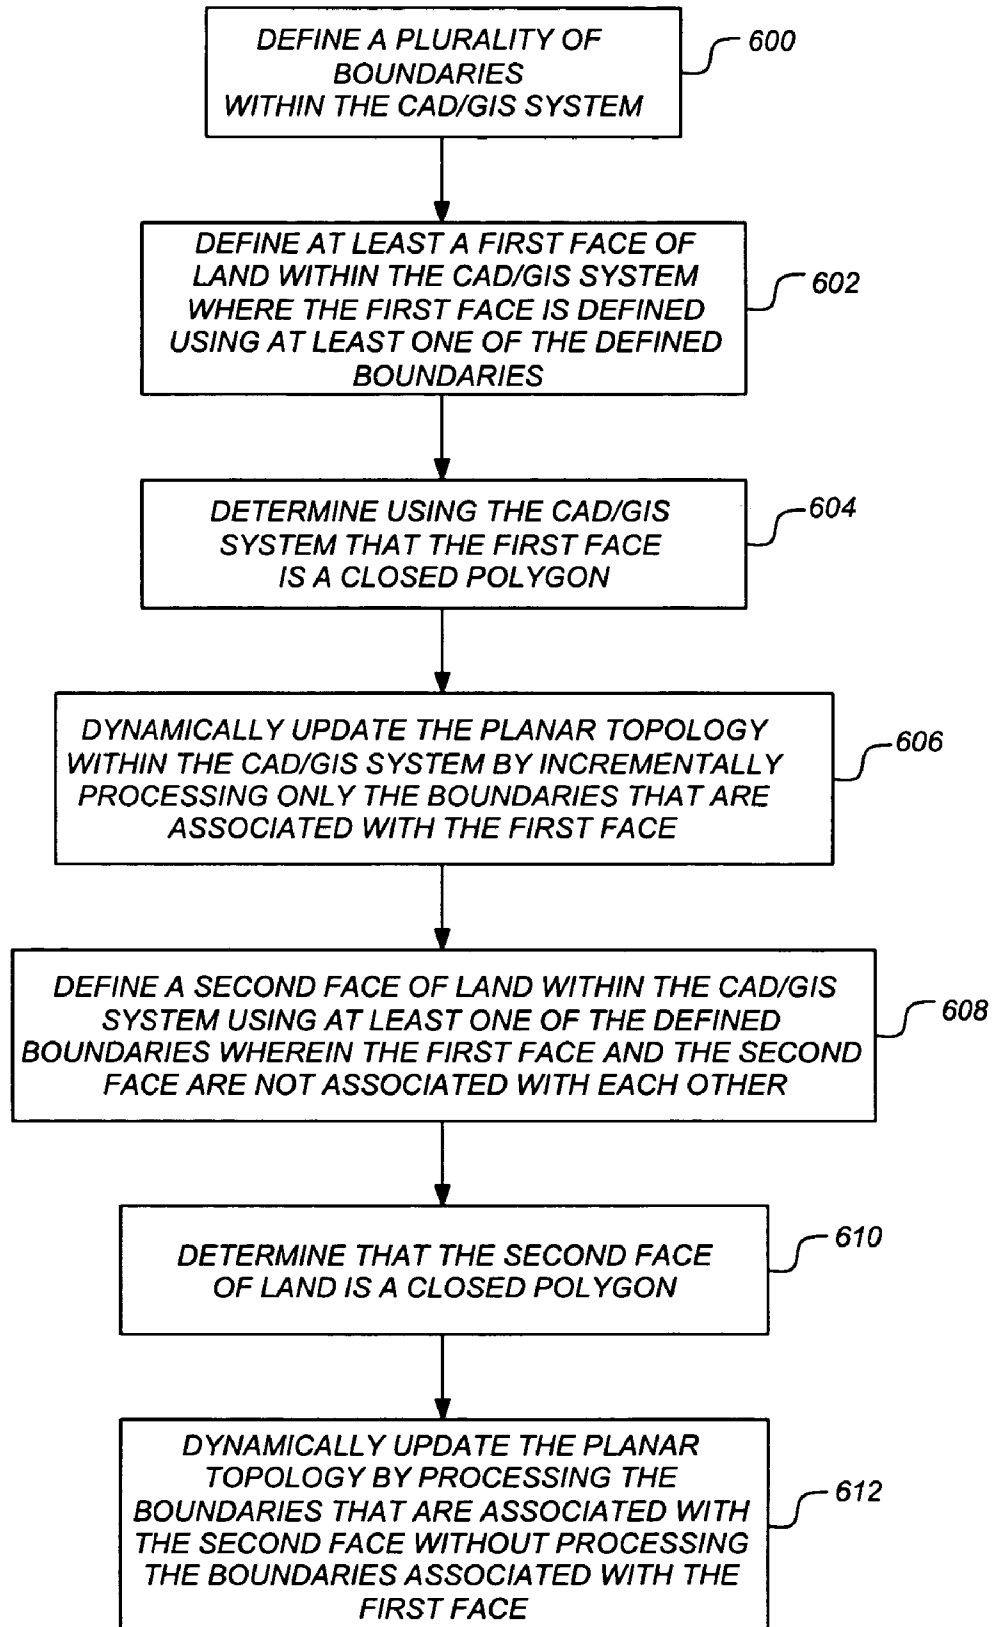 DEFINE A PLURALITY OF
BOUNDARIES
WITHIN THE CAD/GIS SYSTEM
600
DEFINE AT LEAST A FIRST FACE OF
LAND WITHIN THE CAD/GIS SYSTEM
WHERE THE FIRST FACE IS DEFINED
USING AT LEAST ONE OF THE DEFINED
BOUNDARIES
602
DETERMINE USING THE CAD/GIS
SYSTEM THAT THE FIRST FACE
IS A CLOSED POLYGON
604
DYNAMICALLY UPDATE THE PLANAR TOPOLOGY
WITHIN THE CAD/GIS SYSTEM BY INCREMENTALLY
PROCESSING ONLY THE BOUNDARIES THAT ARE
ASSOCIATED WITH THE FIRST FACE
606
DEFINE A SECOND FACE OF LAND WITHIN THE CAD/GIS
SYSTEM USING AT LEAST ONE OF THE DEFINED
BOUNDARIES WHEREIN THE FIRST FACE AND THE SECOND
FACE ARE NOT ASSOCIATED WITH EACH OTHER
608
DETERMINE THAT THE SECOND FACE
OF LAND IS A CLOSED POLYGON
610
DYNAMICALLY UPDATE THE PLANAR
TOPOLOGY BY PROCESSING THE
BOUNDARIES THAT ARE ASSOCIATED WITH
THE SECOND FACE WITHOUT PROCESSING
THE BOUNDARIES ASSOCIATED WITH THE
FIRST FACE
612